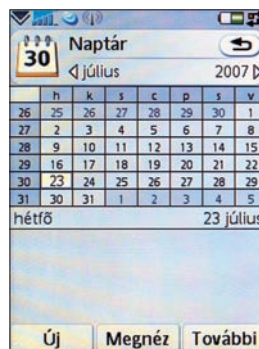 30 Naptár
július 2007
h k s c p s v
26 25 26 27 28 29 30 1
27 2 3 4 5 6 7 8
28 9 10 11 12 13 14 15
29 16 17 18 19 20 21 22
30 23 24 25 26 27 28 29
31 30 31 1 2 3 4 5
hétfõ 23 július
Új Megnéz További